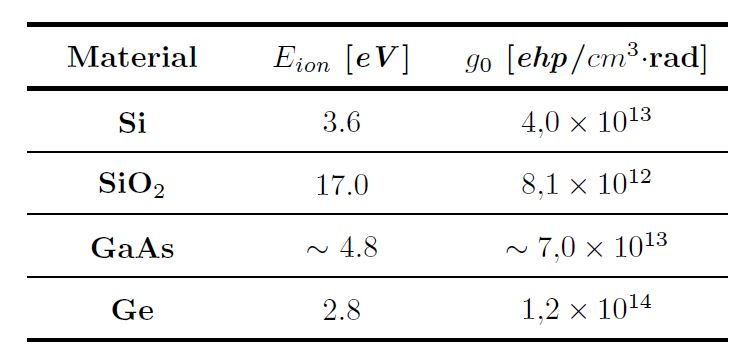 Material E_ion [eV] g_0 [ehp/cm^3·rad]
Si 3.6 4,0 × 10^13
SiO_2 17.0 8,1 × 10^12
GaAs ∼ 4.8 ∼ 7,0 × 10^13
Ge 2.8 1,2 × 10^14